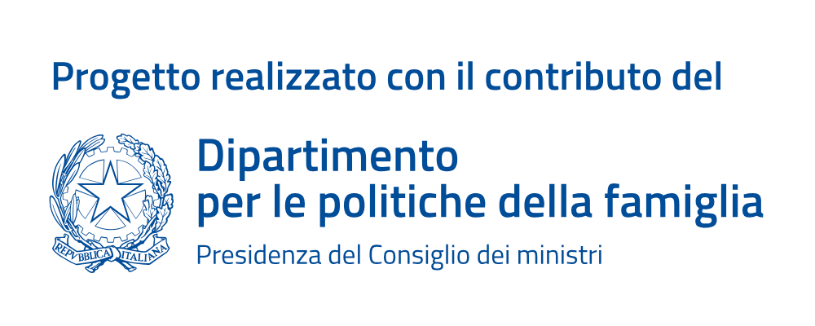 Progetto realizzato con il contributo del
Dipartimento
per le politiche della famiglia
Presidenza del Consiglio dei ministri
REPVBBLICA ITALIANA